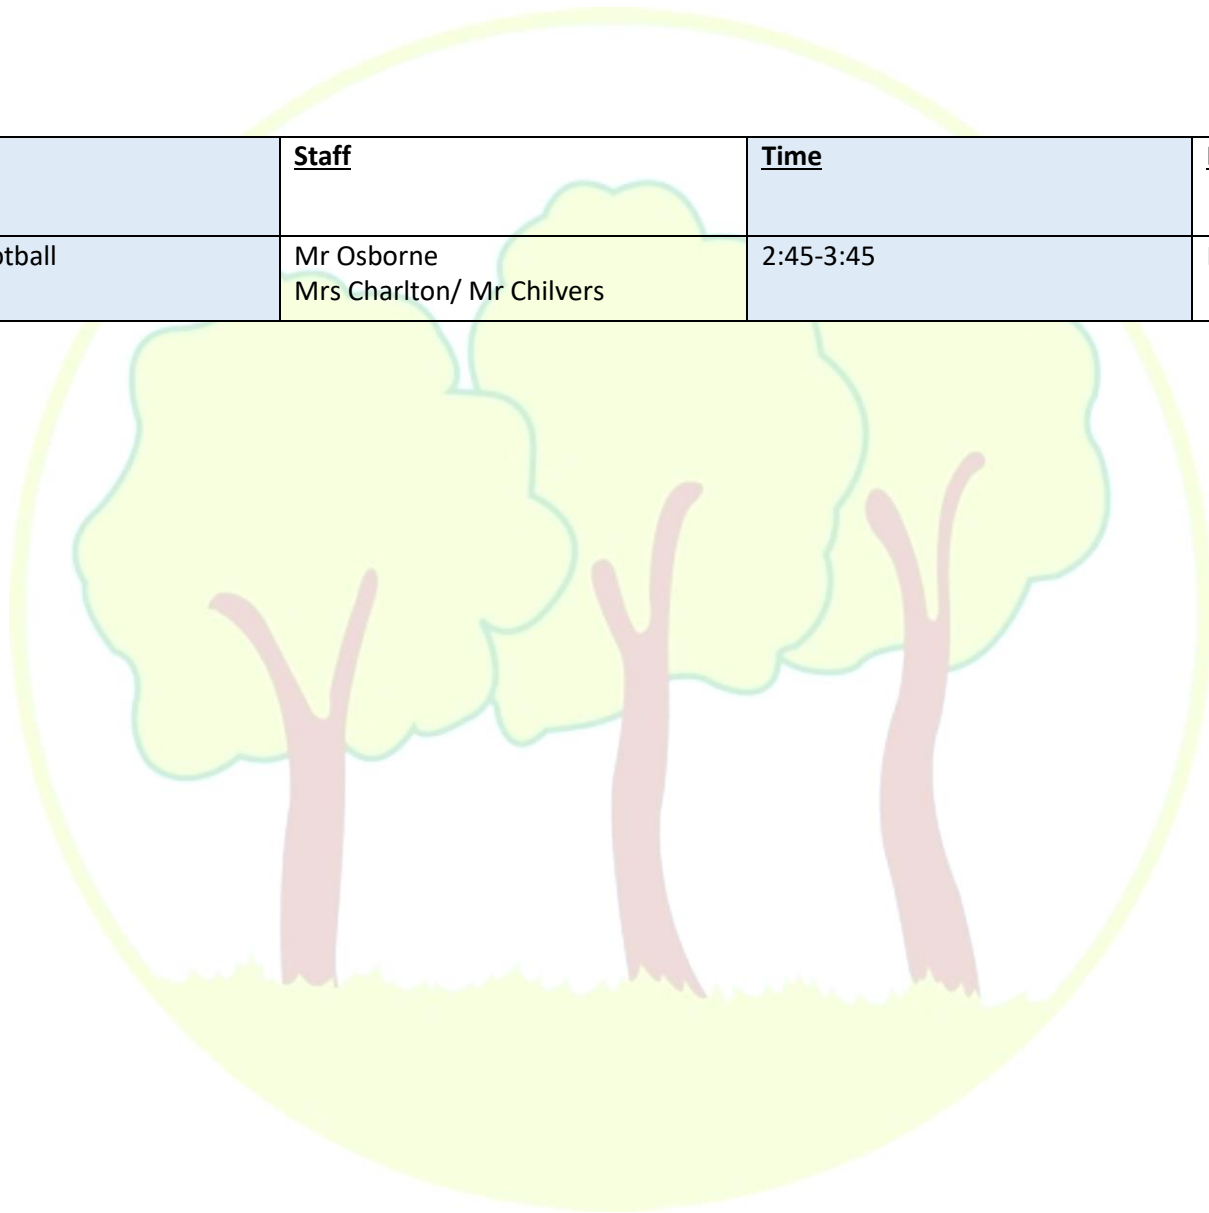 Staff
Time
otball
Mr Osborne
Mrs Charlton/ Mr Chilvers
2:45-3:45